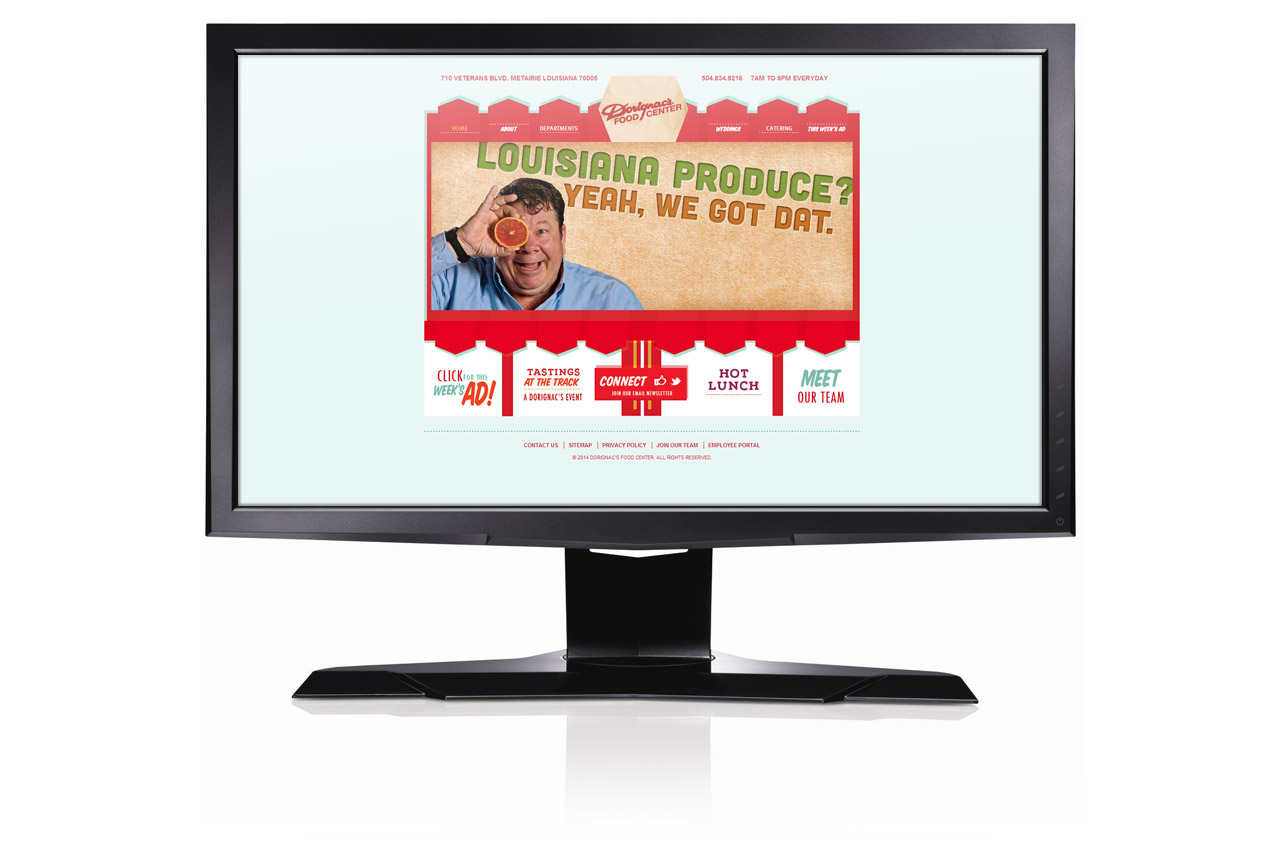 710 VETERANS BLVD. METAIRIE LOUISIANA 70005
504.834.8216 7AM TO 9PM EVERYDAY
Dorignac's
FOOD CENTER
HOME ABOUT DEPARTMENTS WEDDINGS CATERING THIS WEEK'S AD
LOUISIANA PRODUCE?
YEAH, WE GOT DAT.
CLICK FOR THIS
WEEK'S AD!
TASTINGS
AT THE TRACK
A DORIGNAC'S EVENT
CONNECT
JOIN OUR EMAIL NEWSLETTER
HOT
LUNCH
MEET
OUR TEAM
CONTACT US | SITEMAP | PRIVACY POLICY | JOIN OUR TEAM | EMPLOYEE PORTAL
© 2014 DORIGNAC'S FOOD CENTER. ALL RIGHTS RESERVED.